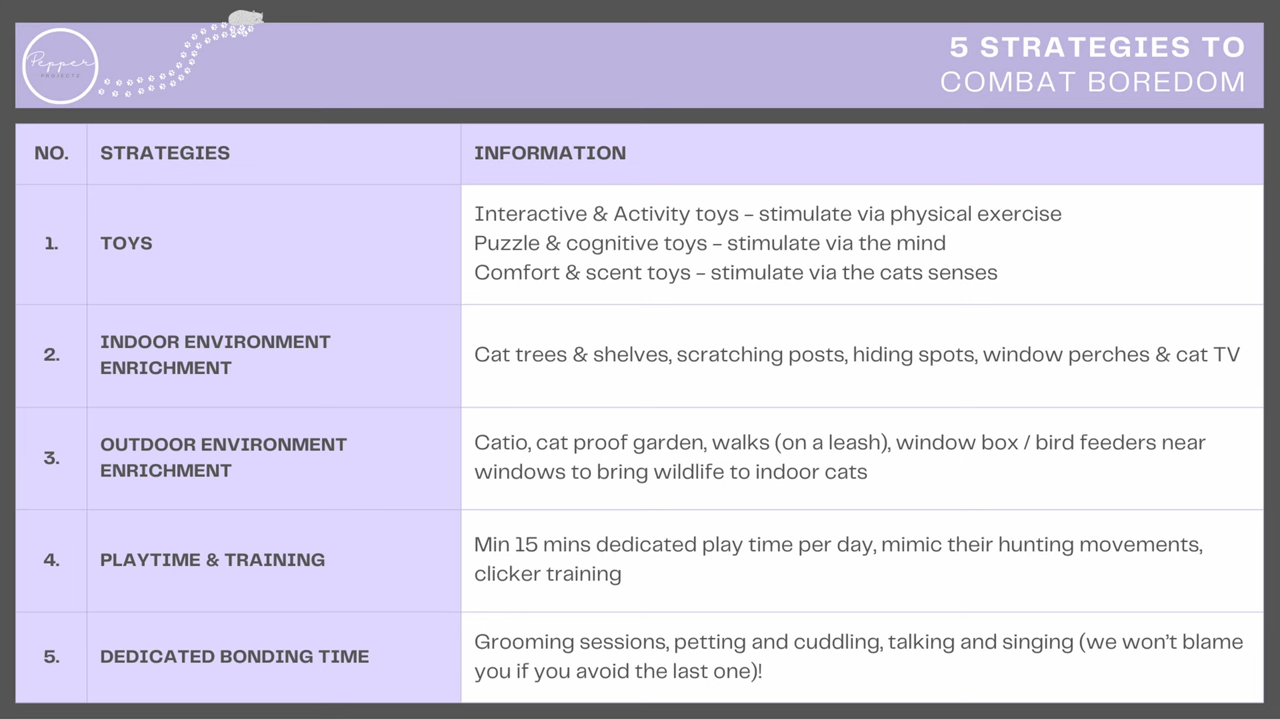 Pepper
PROJECTS
5 STRATEGIES TO
COMBAT BOREDOM
NO.
STRATEGIES
INFORMATION
1.
TOYS
Interactive & Activity toys – stimulate via physical exercise
Puzzle & cognitive toys – stimulate via the mind
Comfort & scent toys – stimulate via the cats senses
2.
INDOOR ENVIRONMENT
ENRICHMENT
Cat trees & shelves, scratching posts, hiding spots, window perches & cat TV
3.
OUTDOOR ENVIRONMENT
ENRICHMENT
Catio, cat proof garden, walks (on a leash), window box / bird feeders near
windows to bring wildlife to indoor cats
4.
PLAYTIME & TRAINING
Min 15 mins dedicated play time per day, mimic their hunting movements,
clicker training
5.
DEDICATED BONDING TIME
Grooming sessions, petting and cuddling, talking and singing (we won't blame
you if you avoid the last one)!